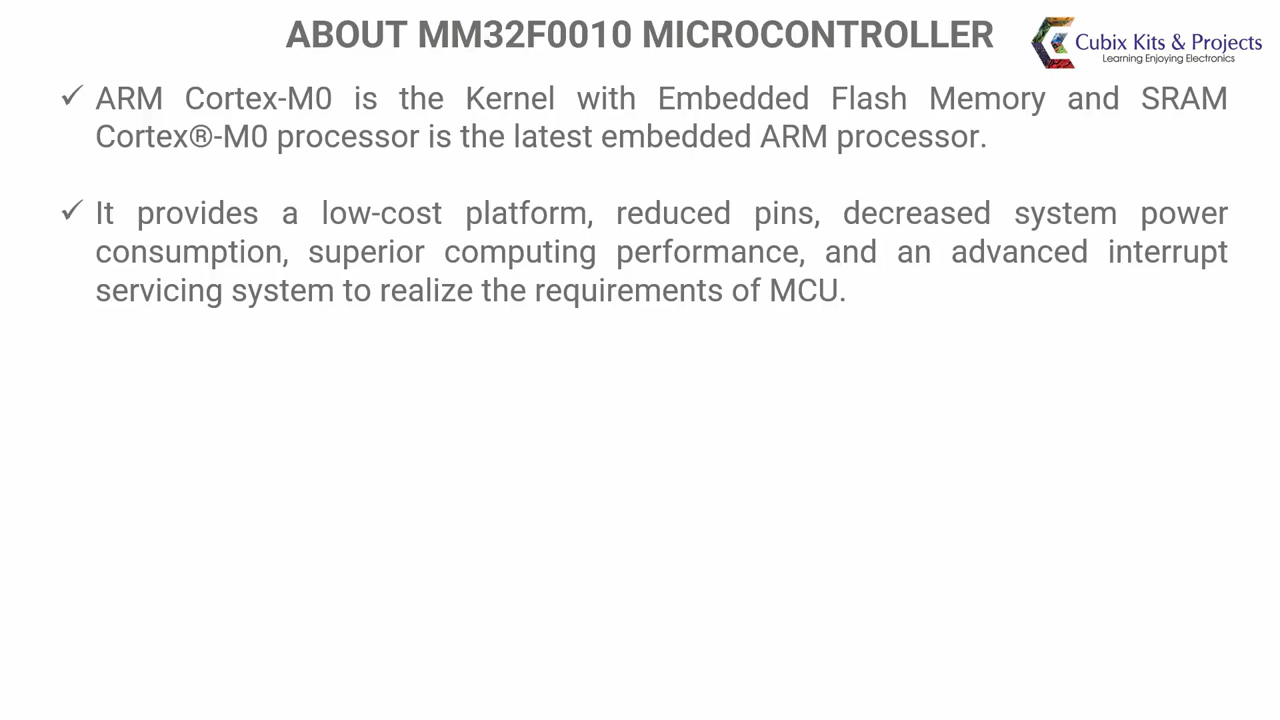 ABOUT MM32F0010 MICROCONTROLLER
Cubix Kits & Projects
Learning Enjoying Electronics
✓ ARM Cortex-M0 is the Kernel with Embedded Flash Memory and SRAM
Cortex®-M0 processor is the latest embedded ARM processor.
✓ It provides a low-cost platform, reduced pins, decreased system power
consumption, superior computing performance, and an advanced interrupt
servicing system to realize the requirements of MCU.